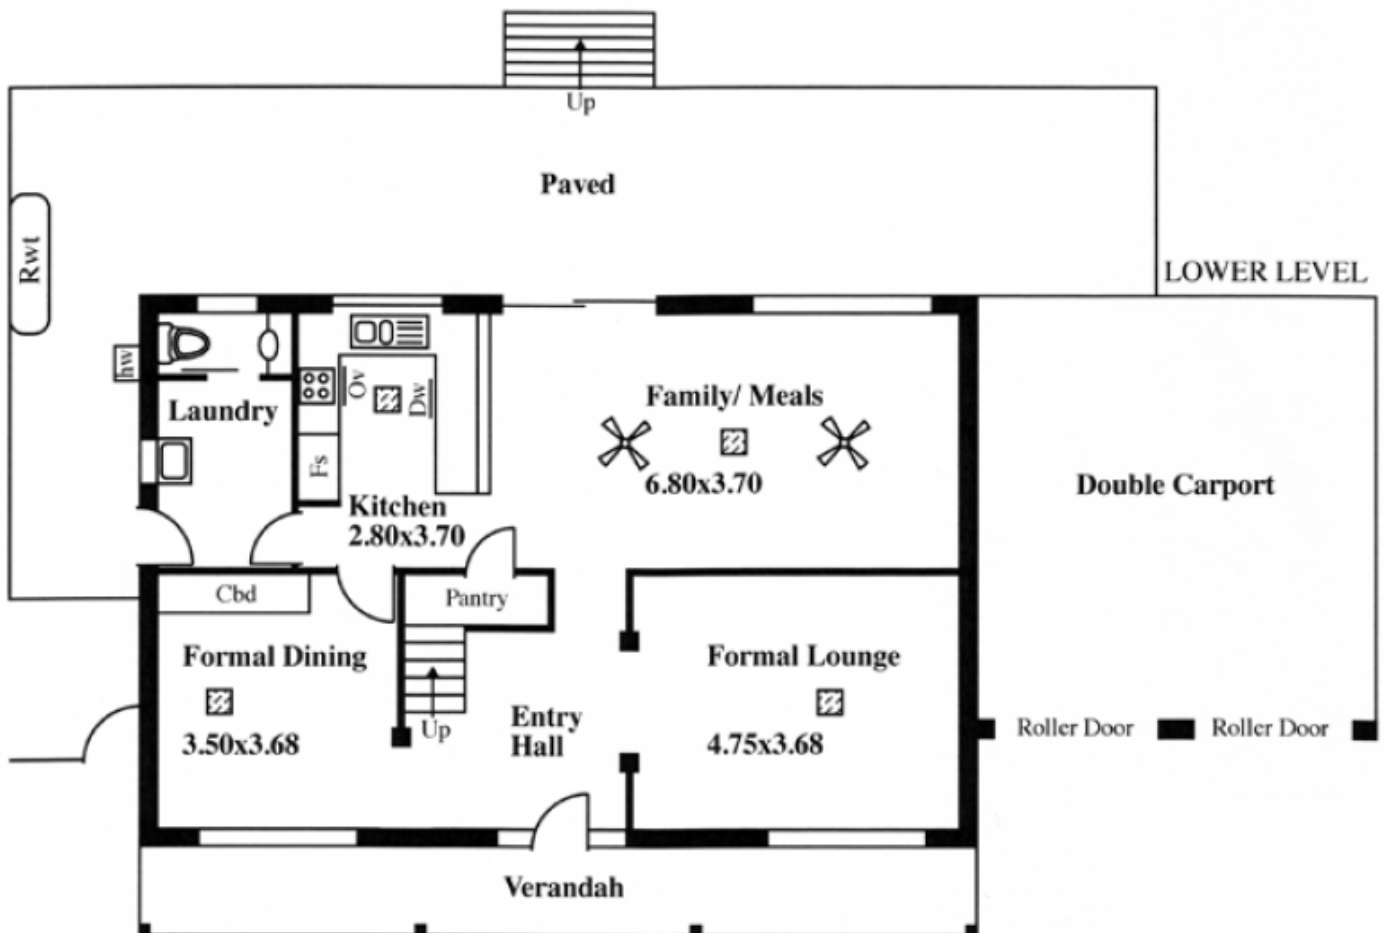 Up
Paved
Rwt
LOWER LEVEL
hw
Laundry
Ov
Dw
Fs
Kitchen
2.80x3.70
Family/ Meals
6.80x3.70
Double Carport
Cbd
Pantry
Formal Dining
3.50x3.68
Up
Entry
Hall
Formal Lounge
4.75x3.68
Roller Door
Roller Door
Verandah